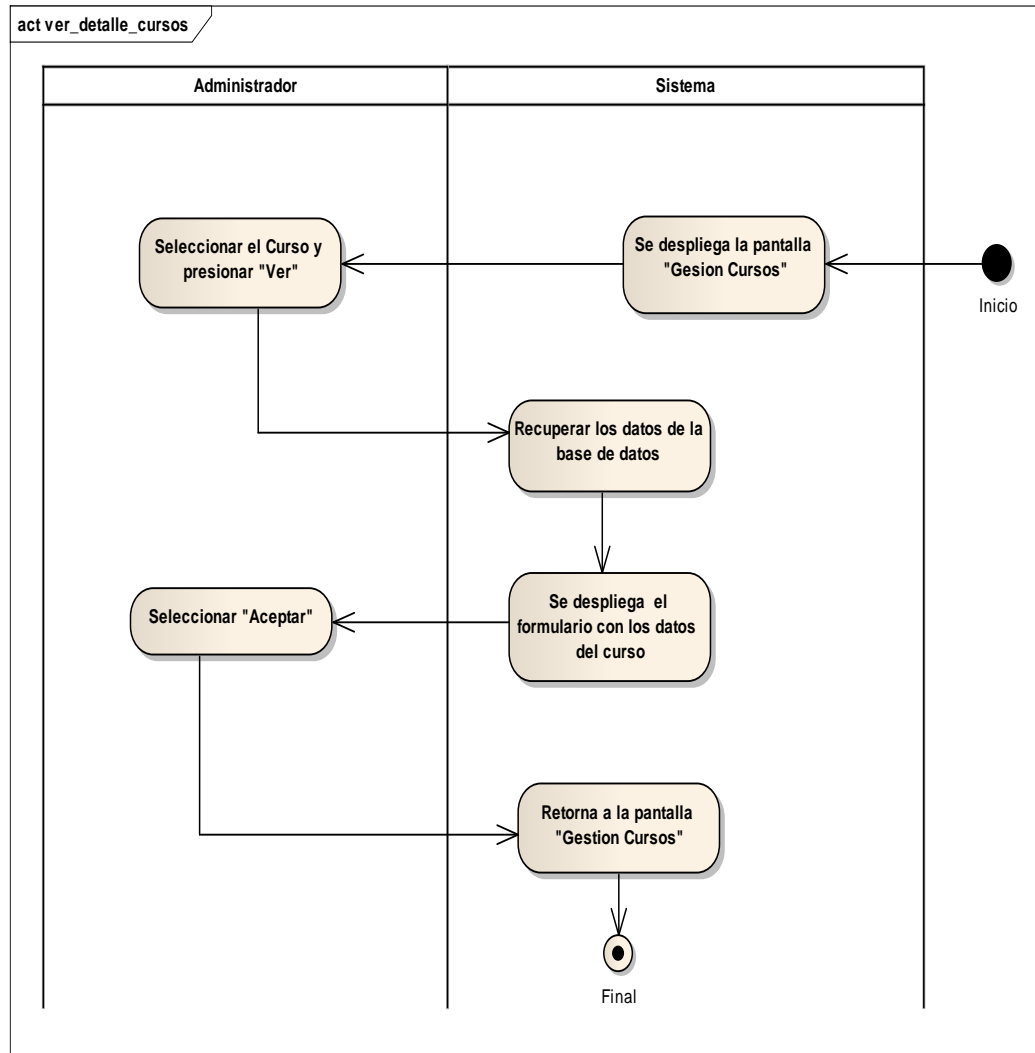 act ver_detalle_cursos
Administrador
Sistema
Seleccionar el Curso y
presionar "Ver"
Se despliega la pantalla
"Gesion Cursos"
Inicio
Recuperar los datos de la
base de datos
Seleccionar "Aceptar"
Se despliega el
formulario con los datos
del curso
Retorna a la pantalla
"Gestion Cursos"
Final